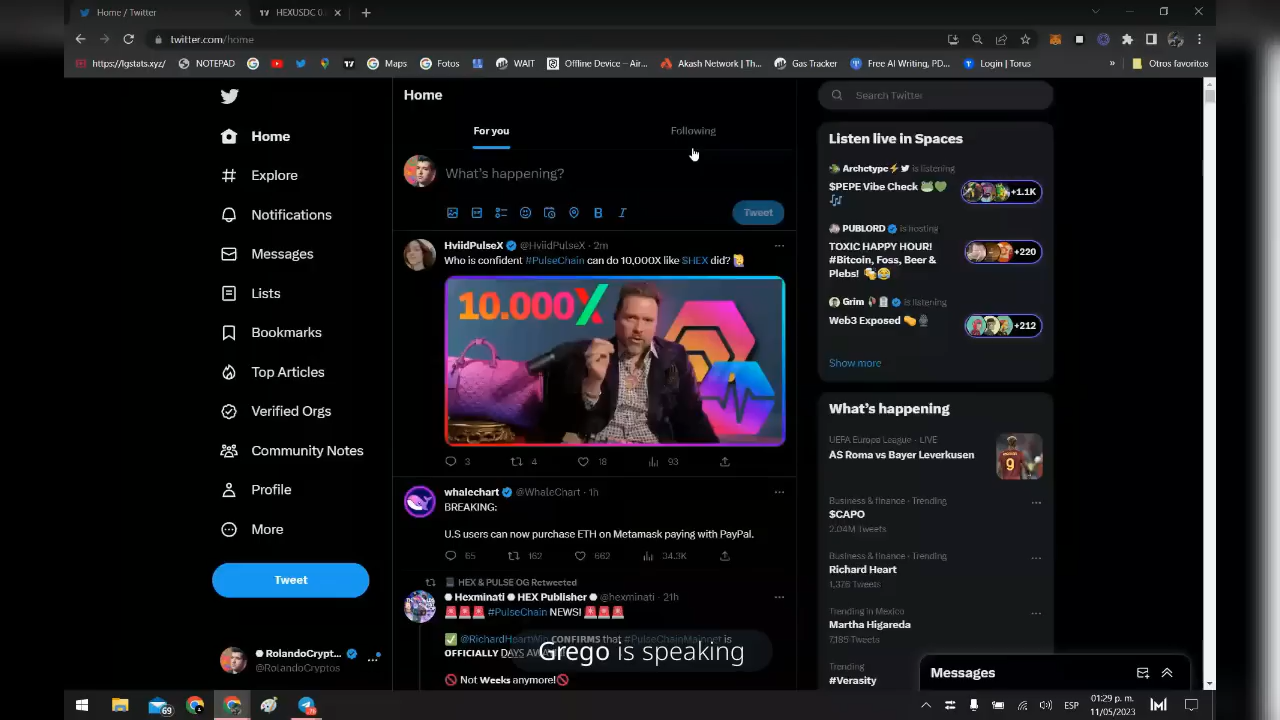 Home / Twitter
HEXUSDC 0.
twitter.com/home
https://lgstats.xyz/
NOTEPAD
Maps
Fotos
WAIT
Offline Device – Air...
Akash Network | Th...
Gas Tracker
Free AI Writing, PD...
Login | Torus
»
Otros favoritos
Home
Explore
Notifications
Messages
Lists
Bookmarks
Top Articles
Verified Orgs
Community Notes
Profile
More
Tweet
RolandoCrypt...
@RolandoCryptos
Home
For you
Following
What's happening?
Tweet
HviidPulseX @HviidPulseX · 2m
Who is confident #PulseChain can do 10,000X like $HEX did?
10.000X
3 4 18 93
whalechart @WhaleChart · 1h
BREAKING:
U.S users can now purchase ETH on Metamask paying with PayPal.
65 162 662 34.3K
HEX & PULSE OG Retweeted
Hexminati HEX Publisher @hexminati · 21h
#PulseChain NEWS!
@RichardHeartWin CONFIRMS that #PulseChainMainnet is
OFFICIALLY DAYS
Grego is speaking
Not Weeks anymore!
Search Twitter
Listen live in Spaces
Archetype is listening
$PEPE Vibe Check
+1.1K
PUBLORD is Hosting
TOXIC HAPPY HOUR!
#Bitcoin, Foss, Beer &
Plebs!
+220
Grim is listening
Web3 Exposed
+212
Show more
What's happening
UEFA Europa League · LIVE
AS Roma vs Bayer Leverkusen
9
Business & finance · Trending
$CAPO
2.04M Tweets
Business & finance · Trending
Richard Heart
1,376 Tweets
Trending in Mexico
Martha Higareda
7,185 Tweets
Trending
#Verasity
Messages
69
75
ESP
01:29 p. m.
11/05/2023